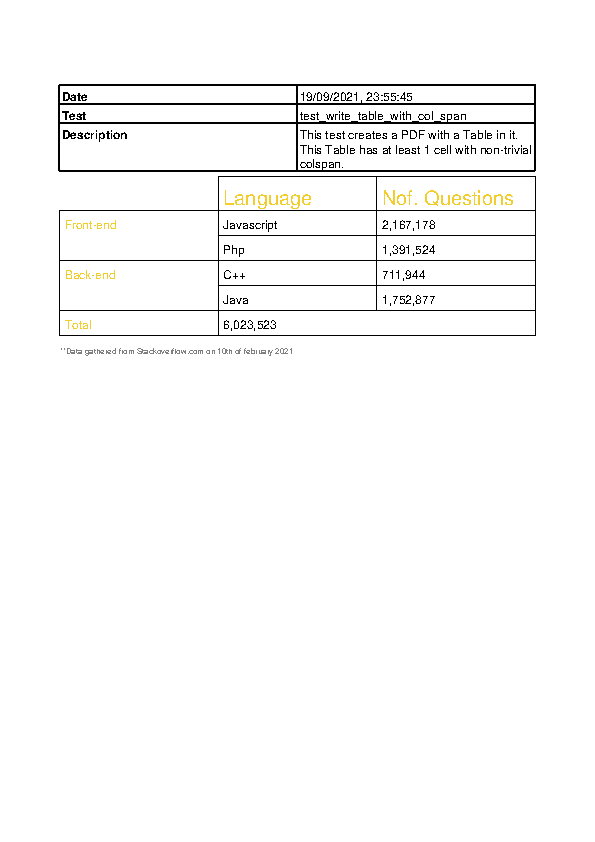 Date 19/09/2021, 23:55:45
Test test_write_table_with_col_span
Description This test creates a PDF with a Table in it.
This Table has at least 1 cell with non-trivial
colspan.
Language Nof. Questions
Front-end Javascript 2,167,178
Php 1,391,524
Back-end C++ 711,944
Java 1,752,877
Total 6,023,523
**Data gathered from Stackoverflow.com on 10th of february 2021